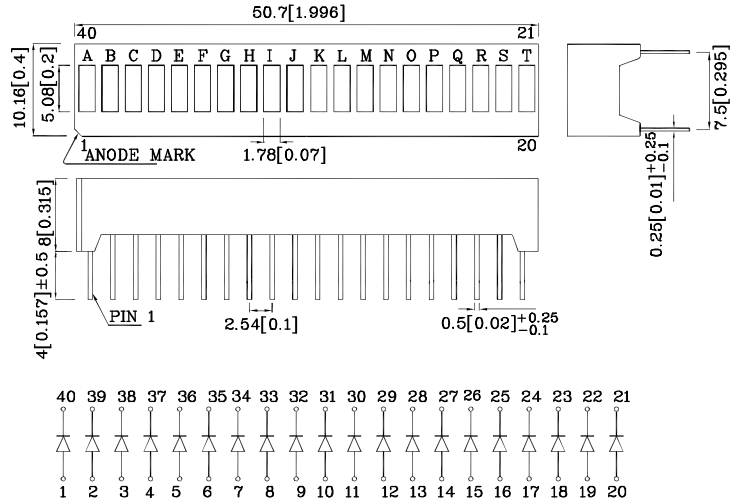 50.7[1.996]
40 21
A B C D E F G H I J K L M N O P Q R S T
10.16[0.4]
5.08[0.2]
1 20
ANODE MARK
1.78[0.07]
7.5[0.295]
0.25[0.01]+0.25 -0.1
8[0.315]
4[0.157]±0.5
PIN 1
2.54[0.1]
0.5[0.02]+0.25 -0.1
40 39 38 37 36 35 34 33 32 31 30 29 28 27 26 25 24 23 22 21
1 2 3 4 5 6 7 8 9 10 11 12 13 14 15 16 17 18 19 20